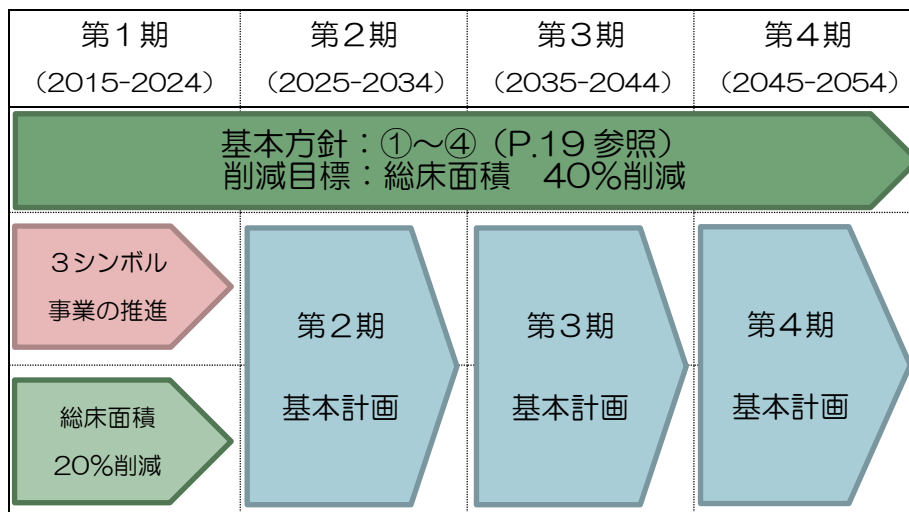 第１期
（2015-2024）
第２期
（2025-2034）
第３期
（2035-2044）
第４期
（2045-2054）
基本方針：①～④（P.19 参照）
削減目標：総床面積　40％削減
３シンボル
事業の推進
総床面積
20％削減
第２期
基本計画
第３期
基本計画
第４期
基本計画